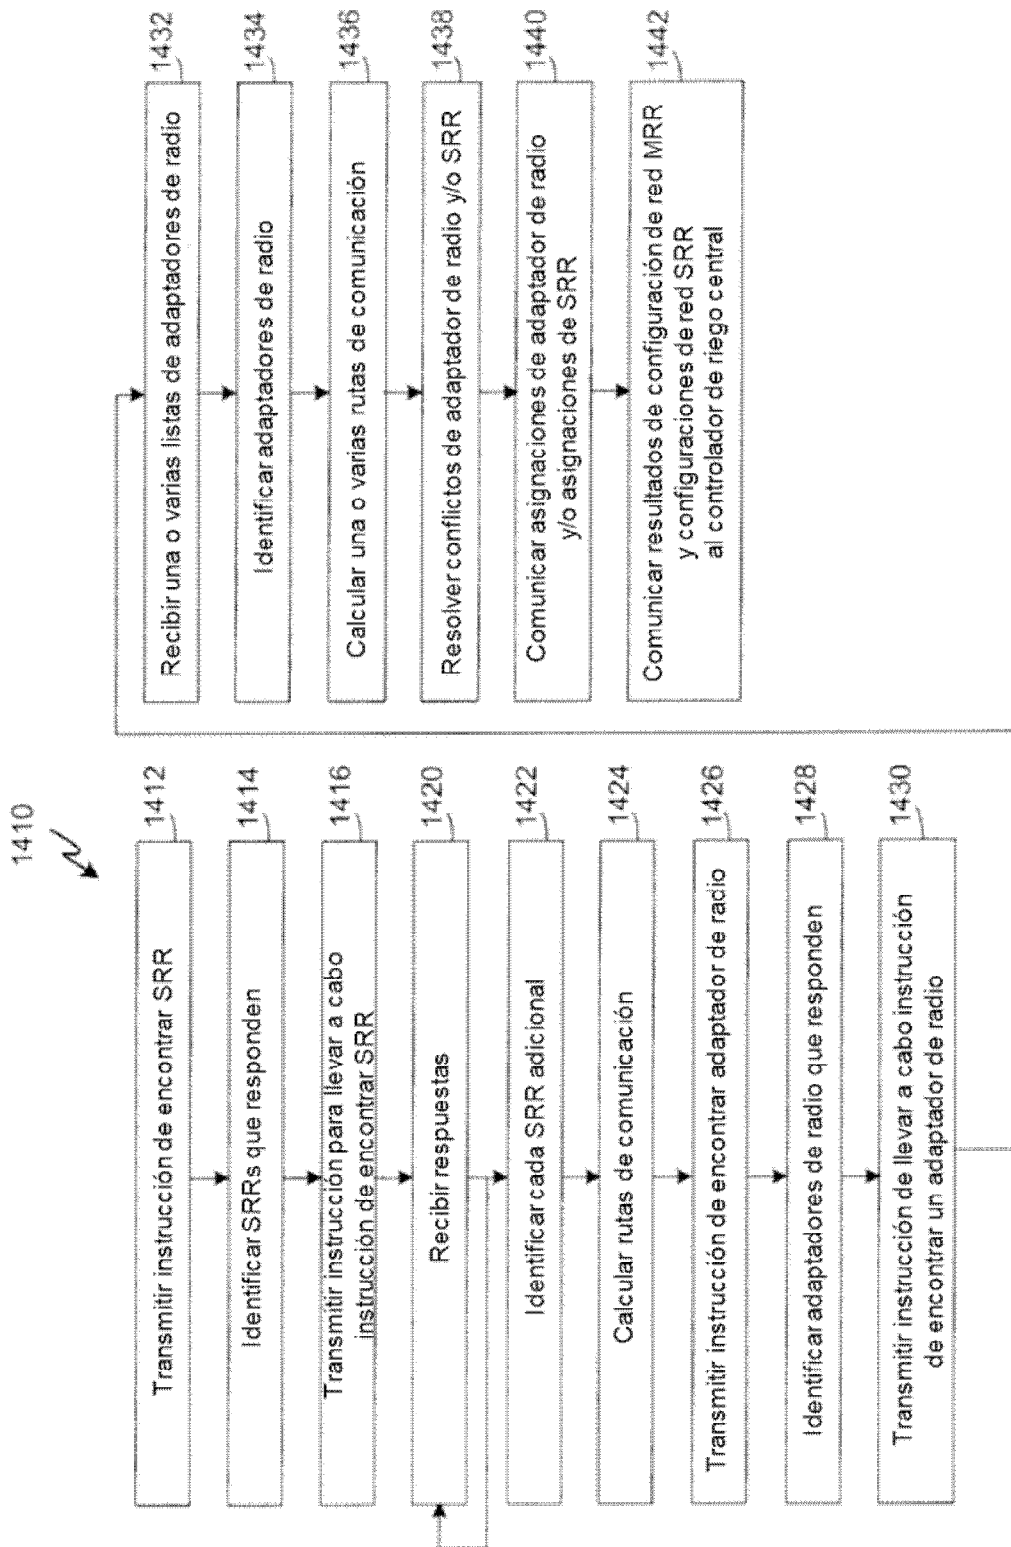 1410
1412
Transmitir instrucción de encontrar SRR
1414
Identificar SRRs que responden
1416
Transmitir instrucción para llevar a cabo
instrucción de encontrar SRR
1420
Recibir respuestas
1422
Identificar cada SRR adicional
1424
Calcular rutas de comunicación
1426
Transmitir instrucción de encontrar adaptador de radio
1428
Identificar adaptadores de radio que responden
1430
Transmitir instrucción de llevar a cabo instrucción
de encontrar un adaptador de radio
1432
Recibir una o varias listas de adaptadores de radio
1434
Identificar adaptadores de radio
1436
Calcular una o varias rutas de comunicación
1438
Resolver conflictos de adaptador de radio y/o SRR
1440
Comunicar asignaciones de adaptador de radio
y/o asignaciones de SRR
1442
Comunicar resultados de configuración de red MRR
y configuraciones de red SRR
al controlador de riego central